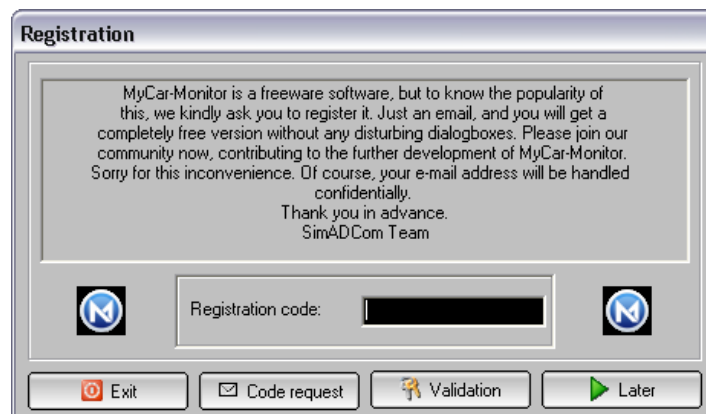 Registration
MyCar-Monitor is a freeware software, but to know the popularity of
this, we kindly ask you to register it. Just an email, and you will get a
completely free version without any disturbing dialogboxes. Please join our
community now, contributing to the further development of MyCar-Monitor.
Sorry for this inconvenience. Of course, your e-mail address will be handled
confidentially.
Thank you in advance.
SimADCom Team
Registration code:
Exit
Code request
Validation
Later